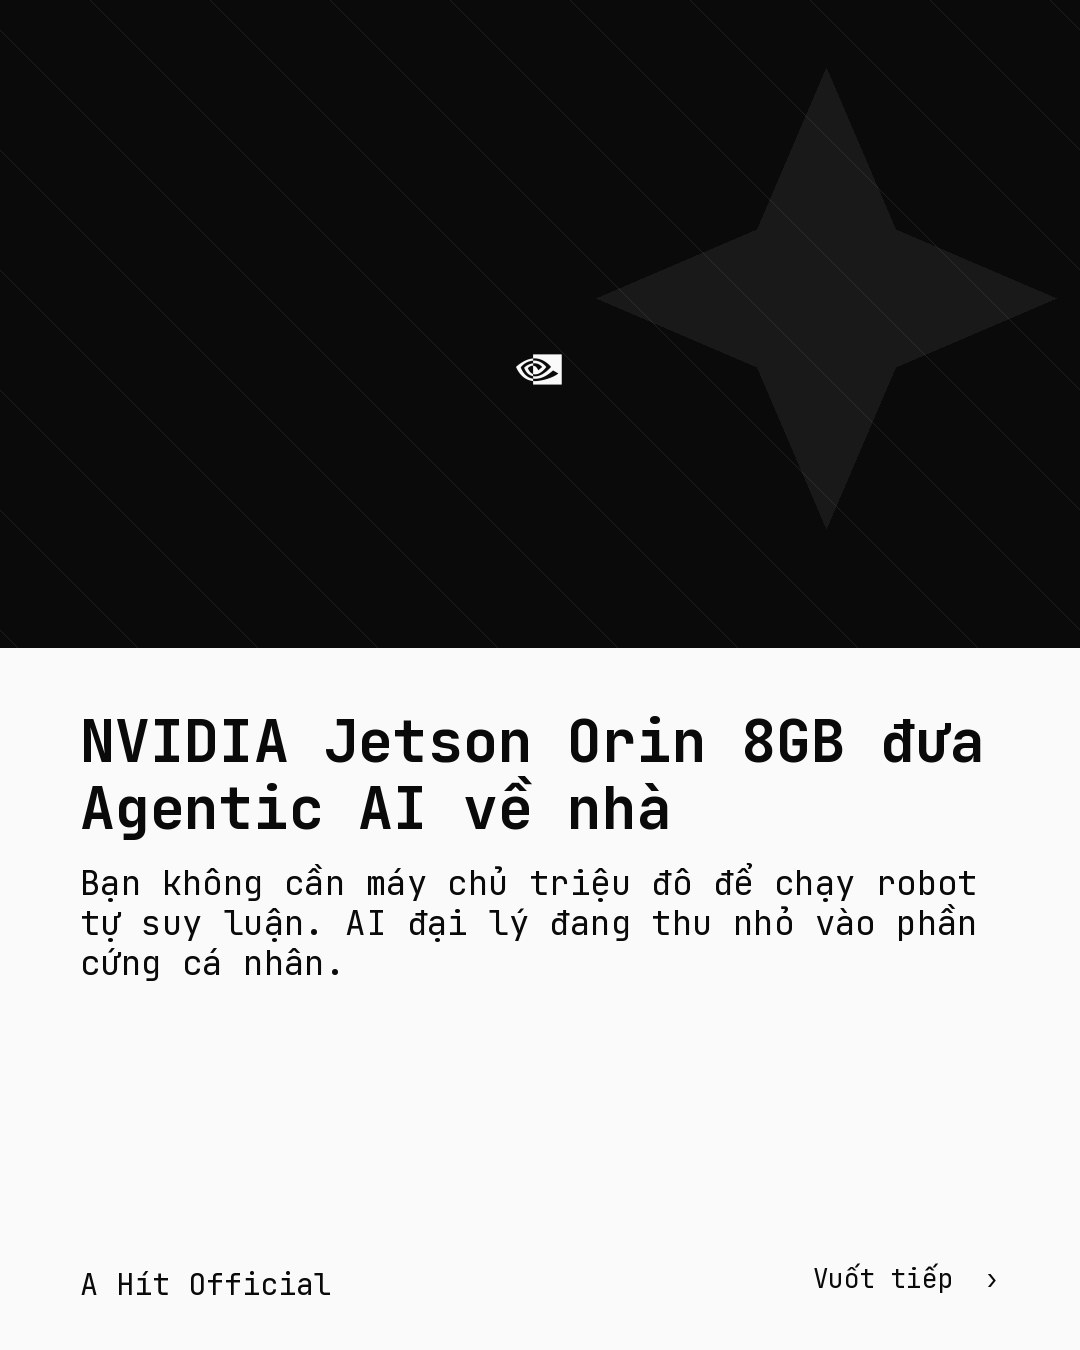 NVIDIA Jetson Orin 8GB đưa
Agentic AI về nhà
Bạn không cần máy chủ triệu đô để chạy robot
tự suy luận. AI đại lý đang thu nhỏ vào phần
cứng cá nhân.
A Hít Official
Vuốt tiếp ›